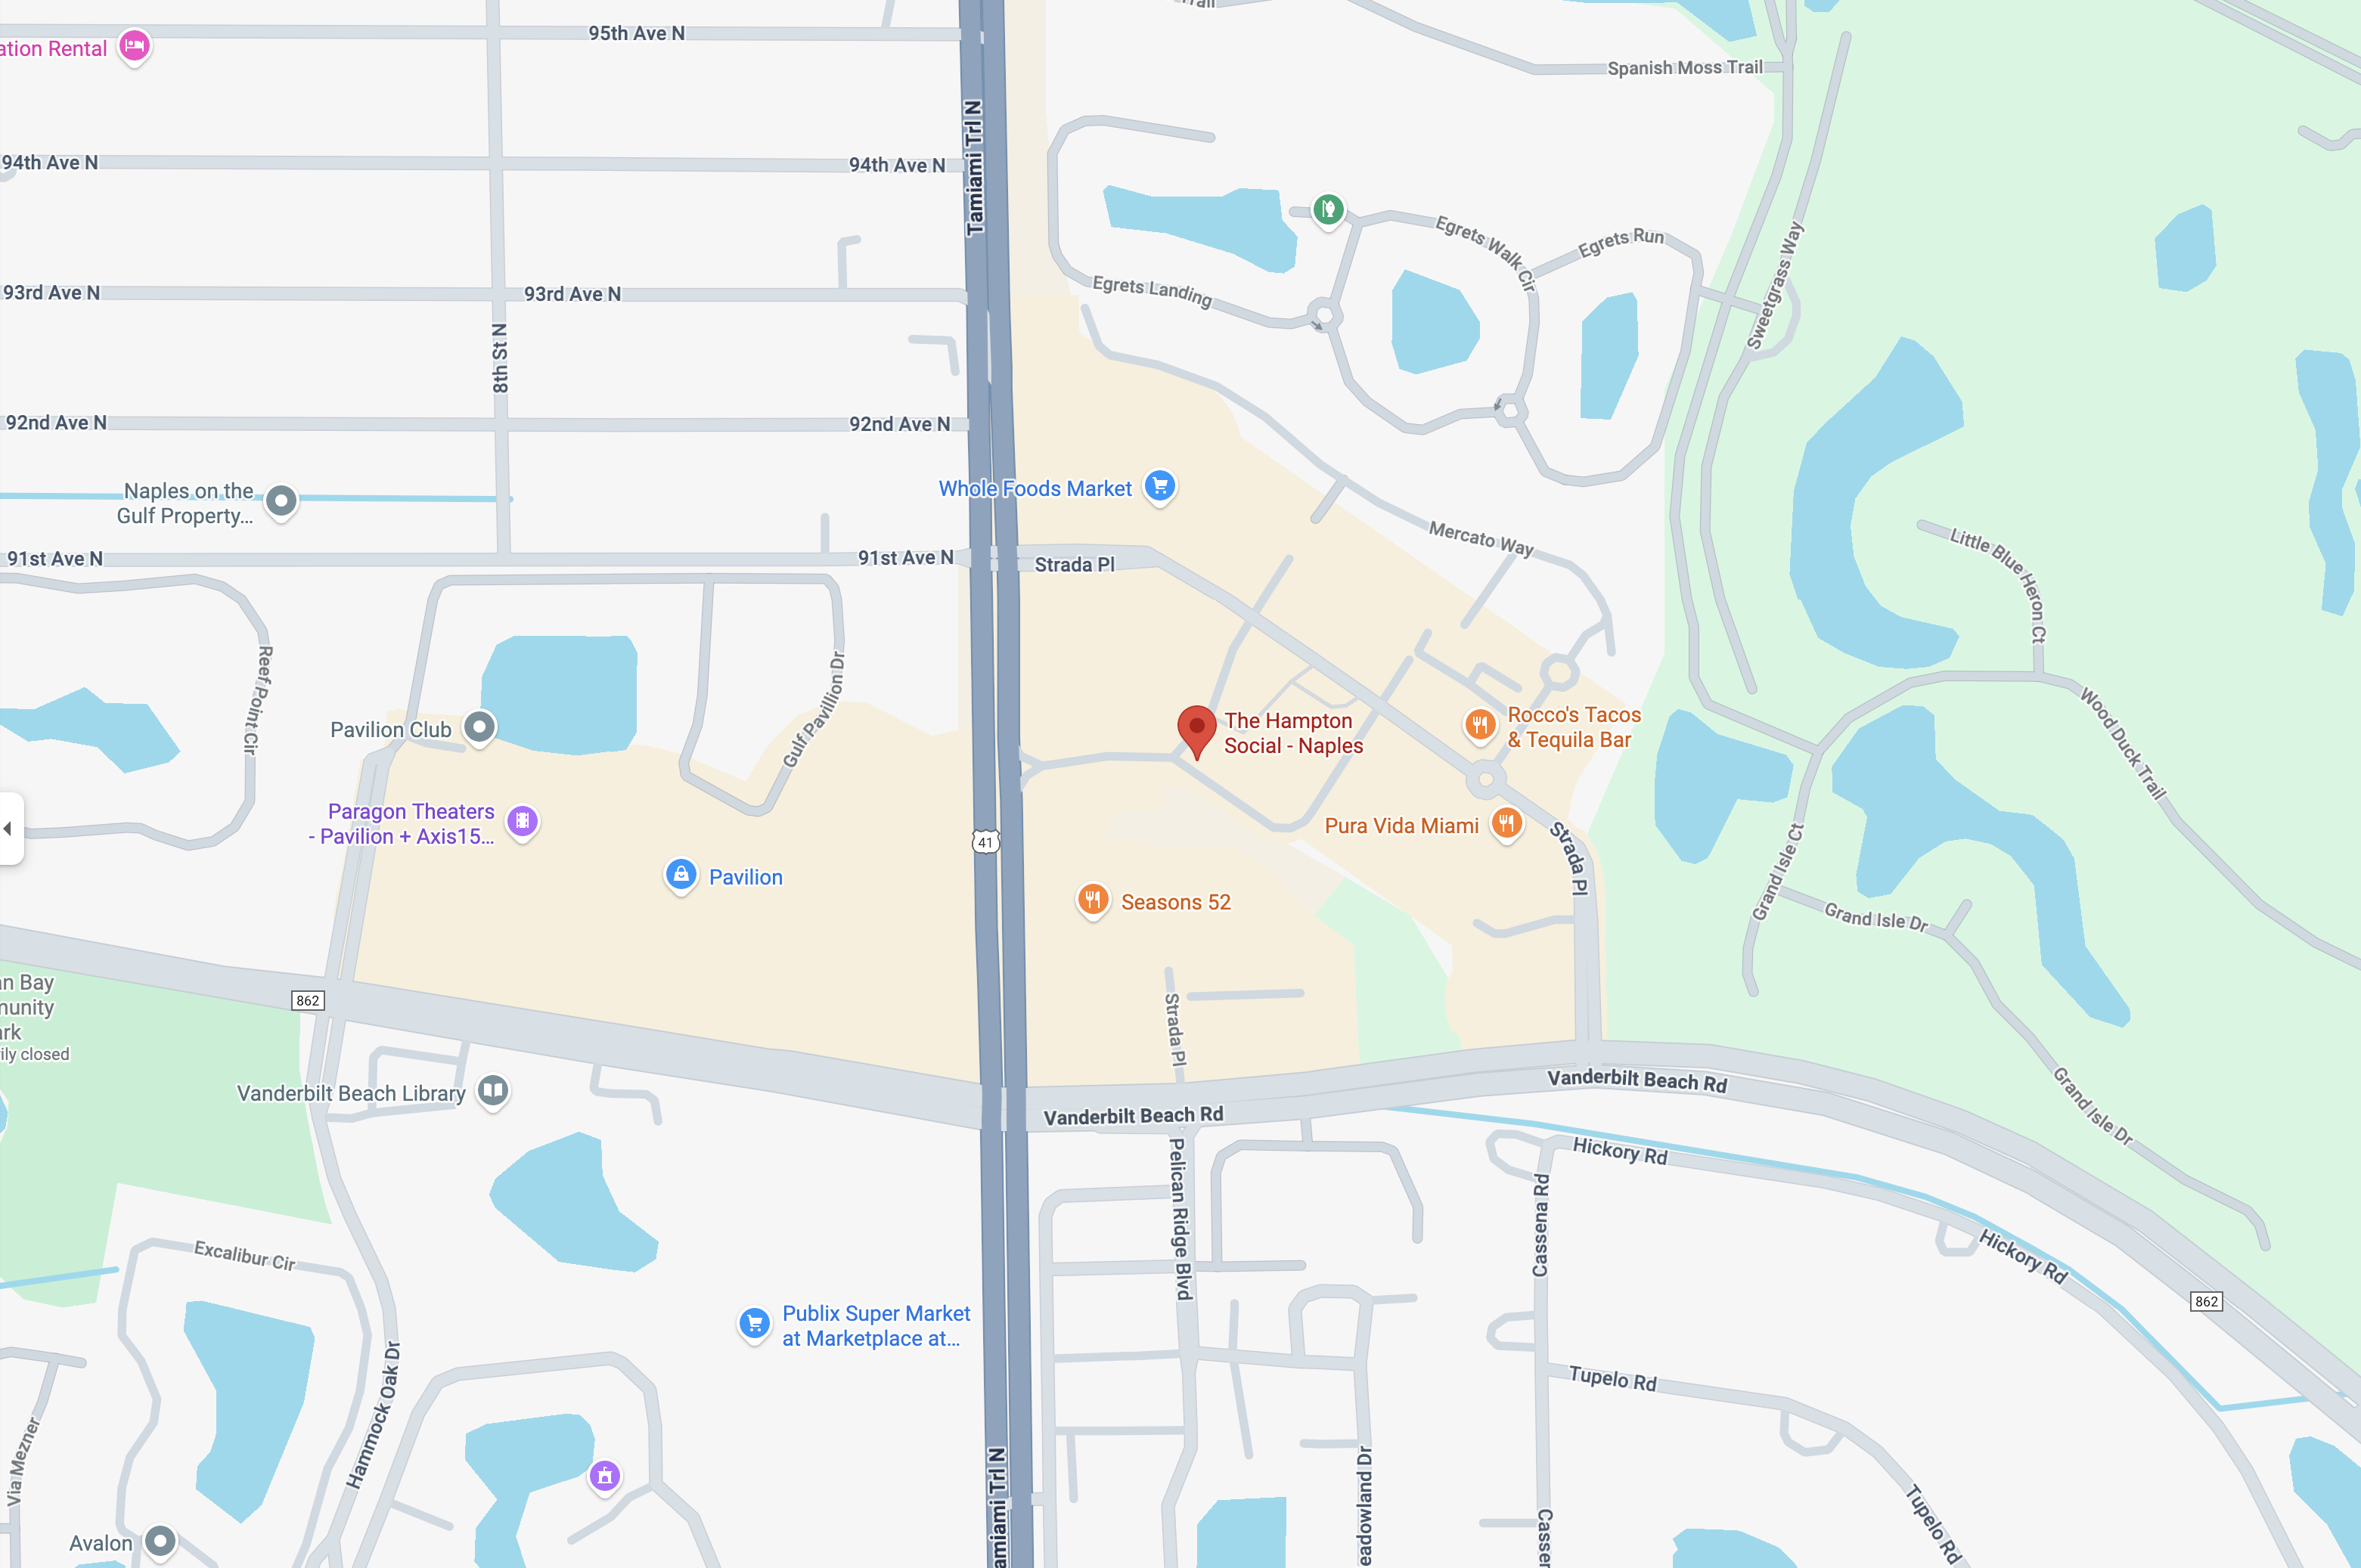 Trail
95th Ave N
ation Rental
Spanish Moss Trail
Tamiami Trl N
94th Ave N
94th Ave N
Egrets Walk Cir
Egrets Run
Sweetgrass Way
Egrets Landing
93rd Ave N
93rd Ave N
8th St N
92nd Ave N
92nd Ave N
Whole Foods Market
Naples on the
Gulf Property...
Mercato Way
Little Blue Heron Ct
91st Ave N
91st Ave N
Strada Pl
Reef Point Cir
Gulf Pavillion Dr
Wood Duck Trail
Pavilion Club
The Hampton
Social - Naples
Rocco's Tacos
& Tequila Bar
Paragon Theaters
- Pavilion + Axis15...
Pura Vida Miami
Strada Pl
41
Grand Isle Ct
Pavilion
Seasons 52
Grand Isle Dr
an Bay
munity
ark
rily closed
862
Strada Pl
Vanderbilt Beach Library
Vanderbilt Beach Rd
Vanderbilt Beach Rd
Grand Isle Dr
Pelican Ridge Blvd
Hickory Rd
Cassena Rd
Excalibur Cir
Hickory Rd
862
Publix Super Market
at Marketplace at...
Hammock Oak Dr
Tupelo Rd
Via Mezner
amiami Trl N
eadowland Dr
Casser
Tupelo Rd
Avalon